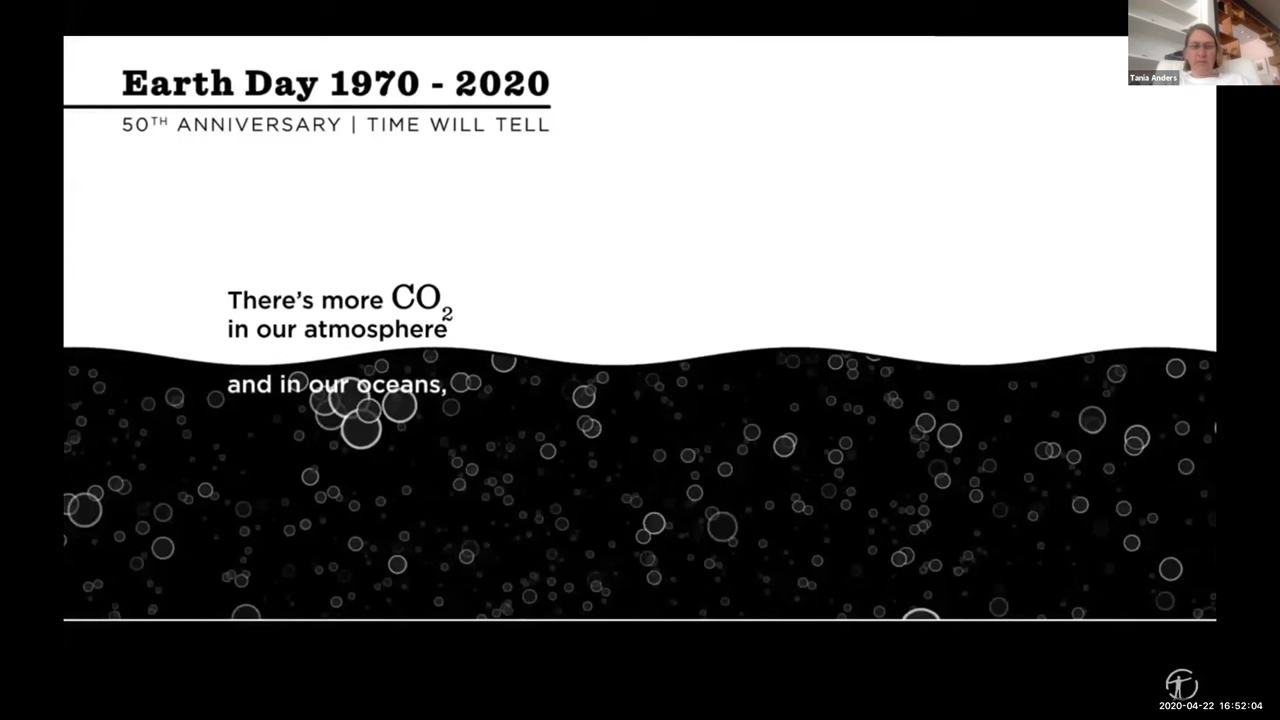 Earth Day 1970 - 2020
50TH ANNIVERSARY | TIME WILL TELL
There's more CO2
in our atmosphere
and in our oceans,
Tania Anders
2020-04-22 16:52:04